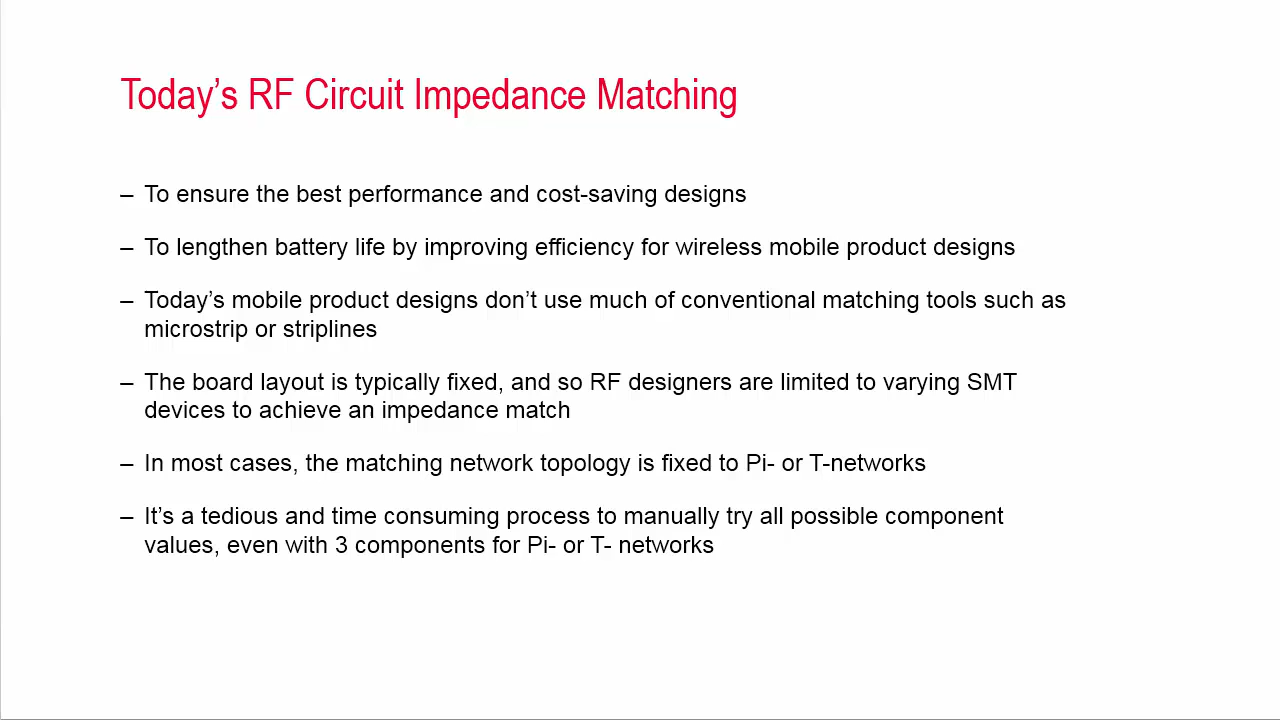 Today’s RF Circuit Impedance Matching
– To ensure the best performance and cost-saving designs
– To lengthen battery life by improving efficiency for wireless mobile product designs
– Today’s mobile product designs don’t use much of conventional matching tools such as
microstrip or striplines
– The board layout is typically fixed, and so RF designers are limited to varying SMT
devices to achieve an impedance match
– In most cases, the matching network topology is fixed to Pi- or T-networks
– It’s a tedious and time consuming process to manually try all possible component
values, even with 3 components for Pi- or T- networks